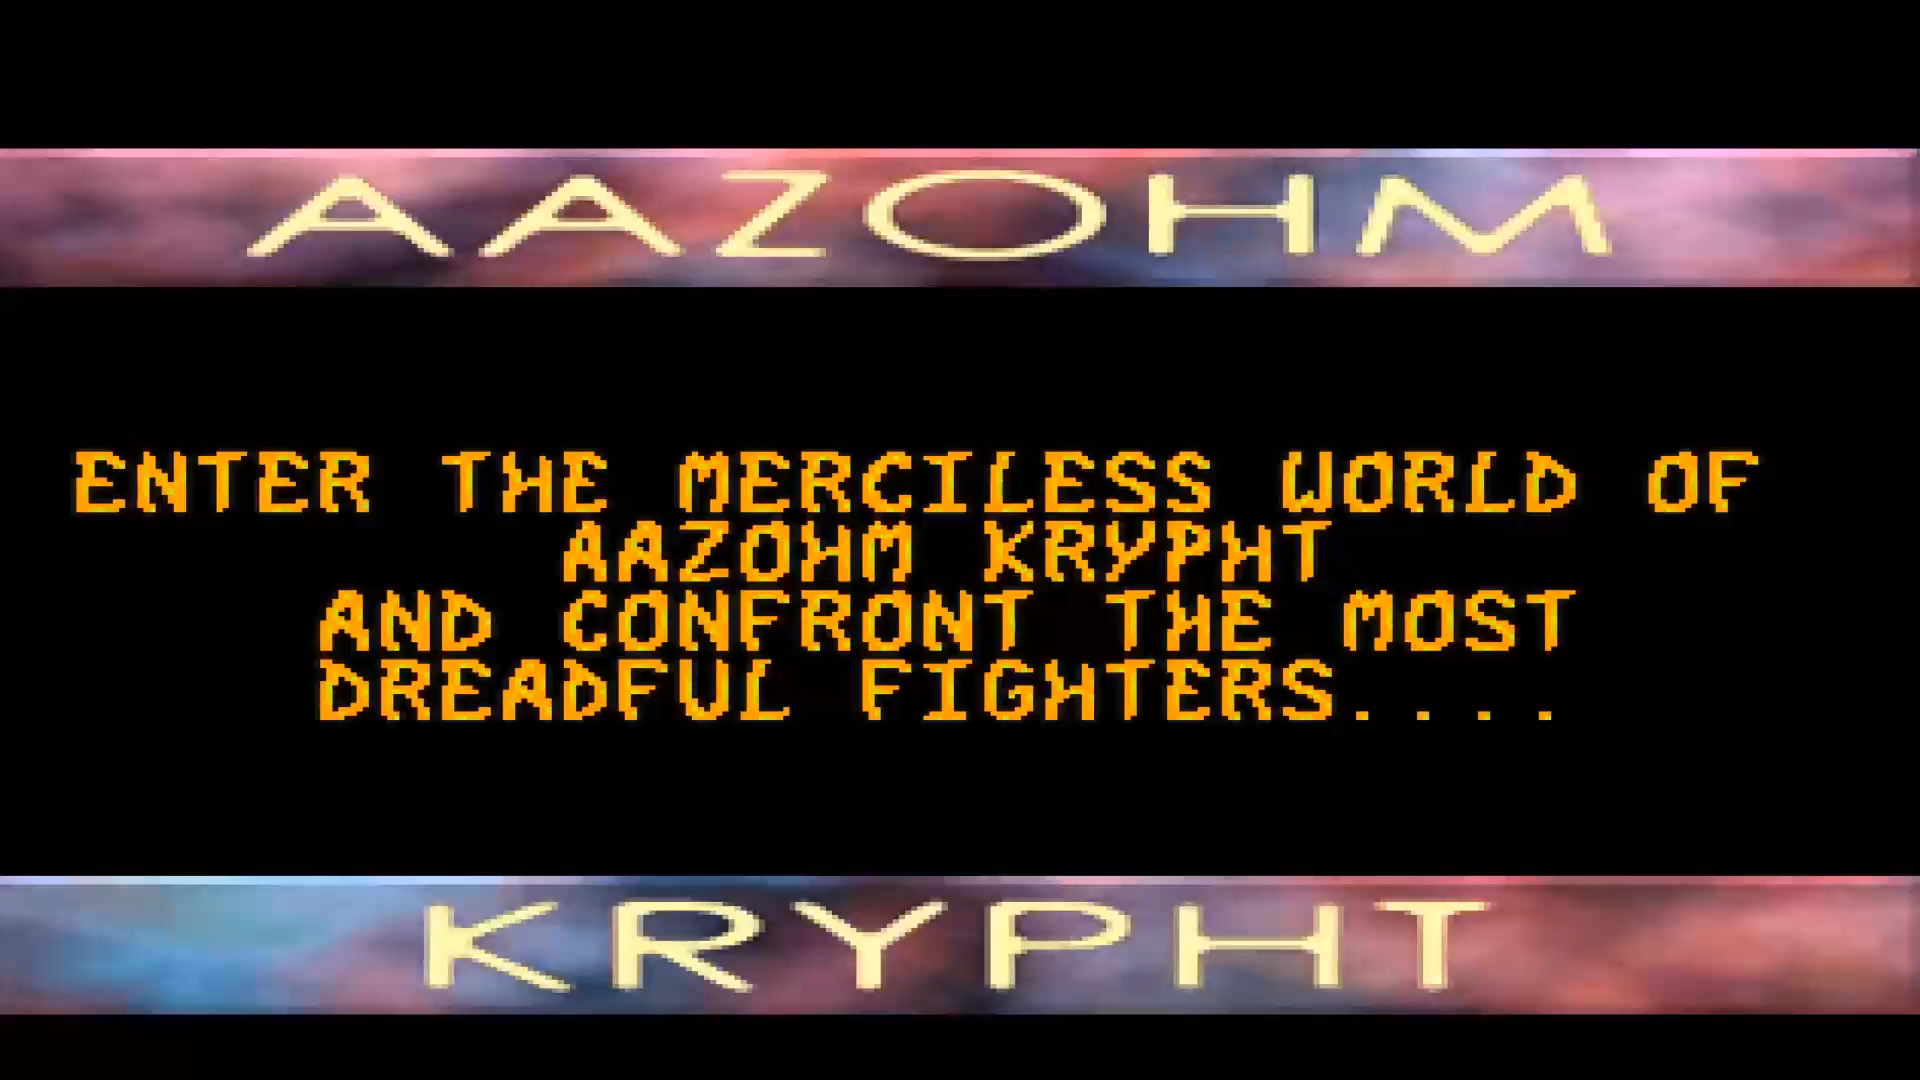 AAZOHM
ENTER THE MERCILESS WORLD OF
AAZOHM KRYPHT
AND CONFRONT THE MOST
DREADFUL FIGHTERS....
KRYPHT